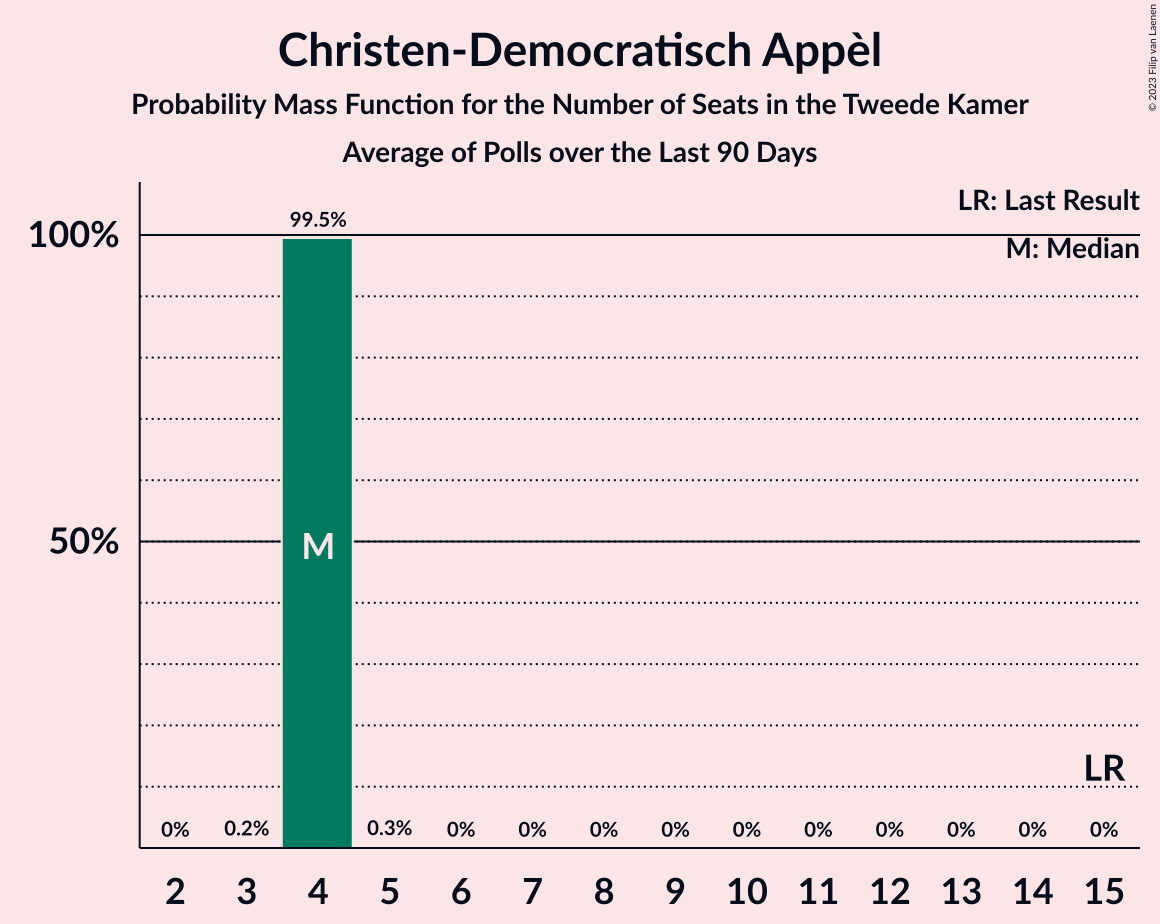 Christen-Democratisch Appèl
Probability Mass Function for the Number of Seats in the Tweede Kamer
Average of Polls over the Last 90 Days
© 2023 Filip van Laenen
LR: Last Result
M: Median
99.5%
100%
50%
M
LR
0% 0.2% 0.3% 0% 0% 0% 0% 0% 0% 0% 0% 0% 0%
2 3 4 5 6 7 8 9 10 11 12 13 14 15